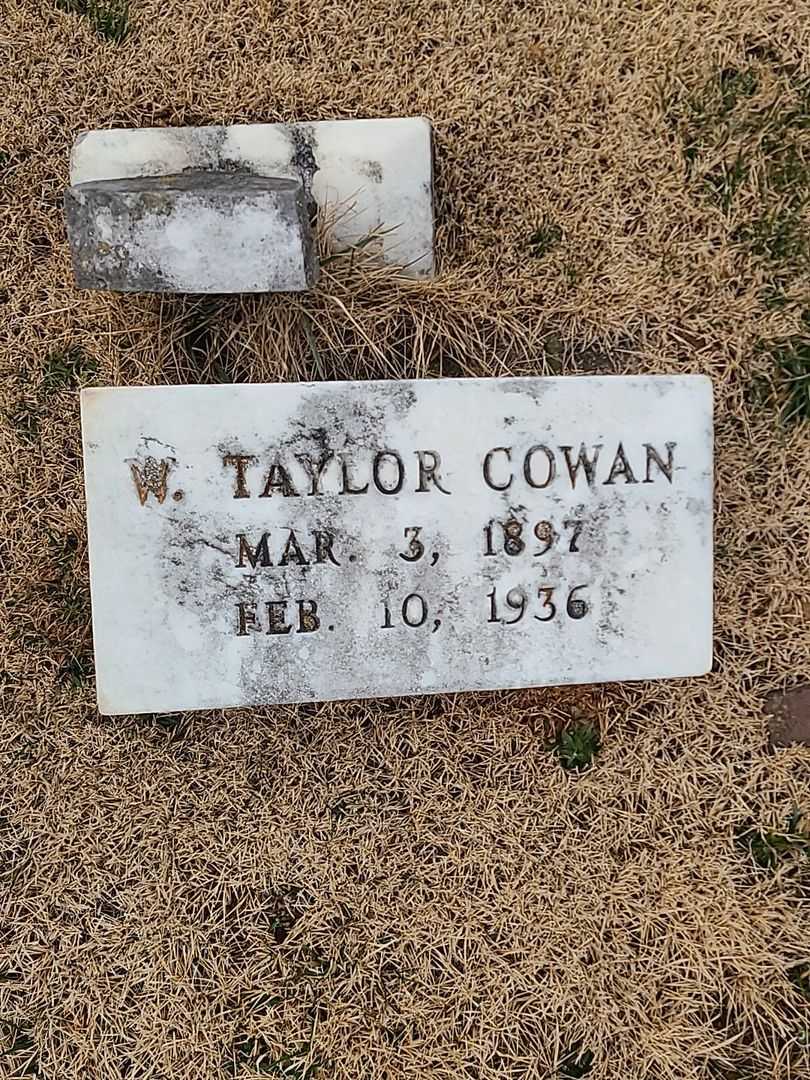 W. TAYLOR COWAN
MAR. 3, 1897
FEB. 10, 1936